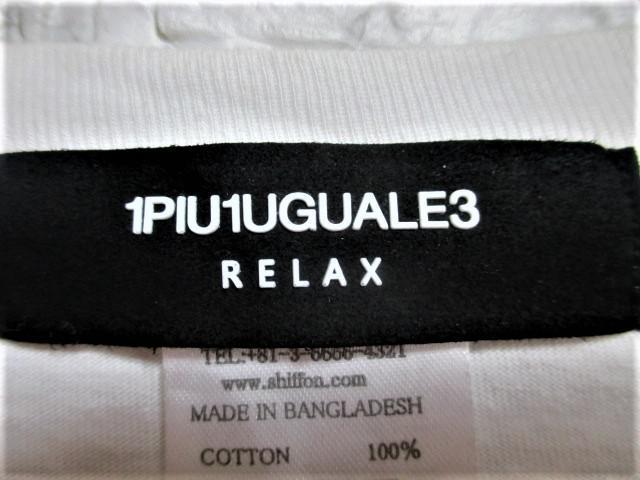 1PIU1UGUALE3
RELAX
TEL:+81-3-6666-4321
www.shiffon.com
MADE IN BANGLADESH
COTTON 100%